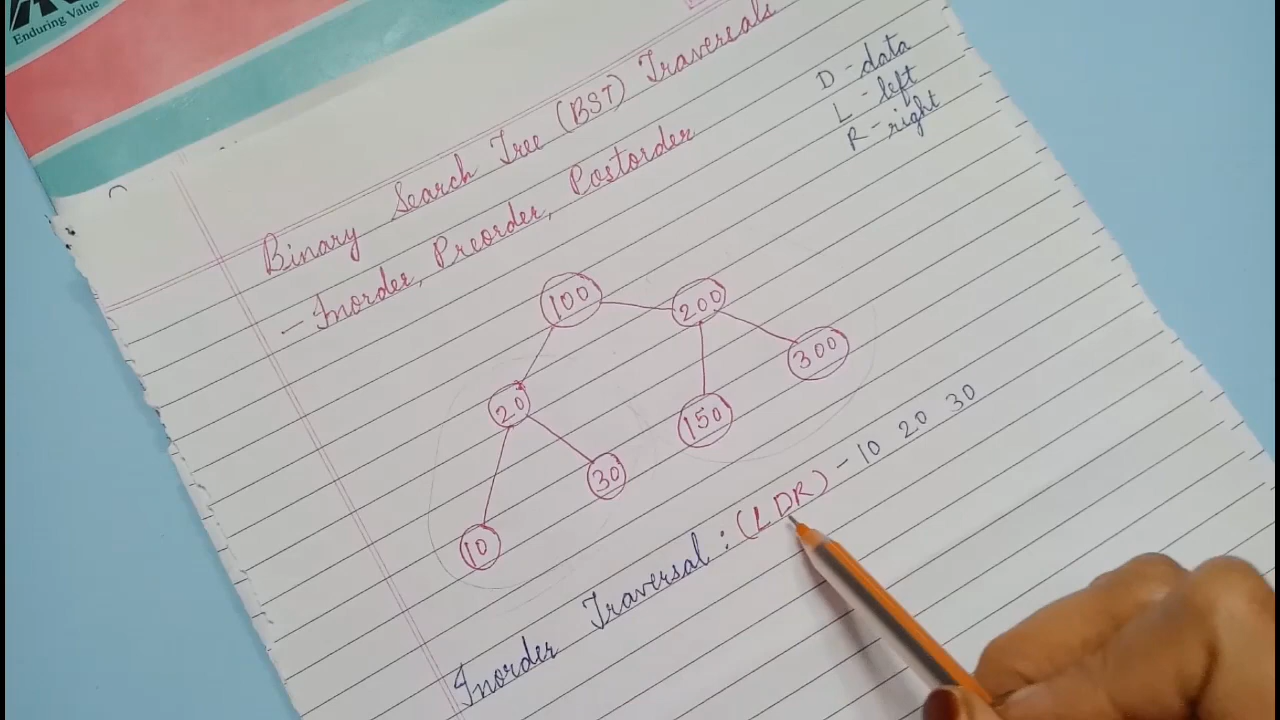 Enduring Value
Binary Search Tree (BST) Traversals
- Inorder, Preorder, Postorder
D - data
L - left
R - right
100
200
300
20
150
30
10
Inorder Traversal : (LDR) - 10 20 30